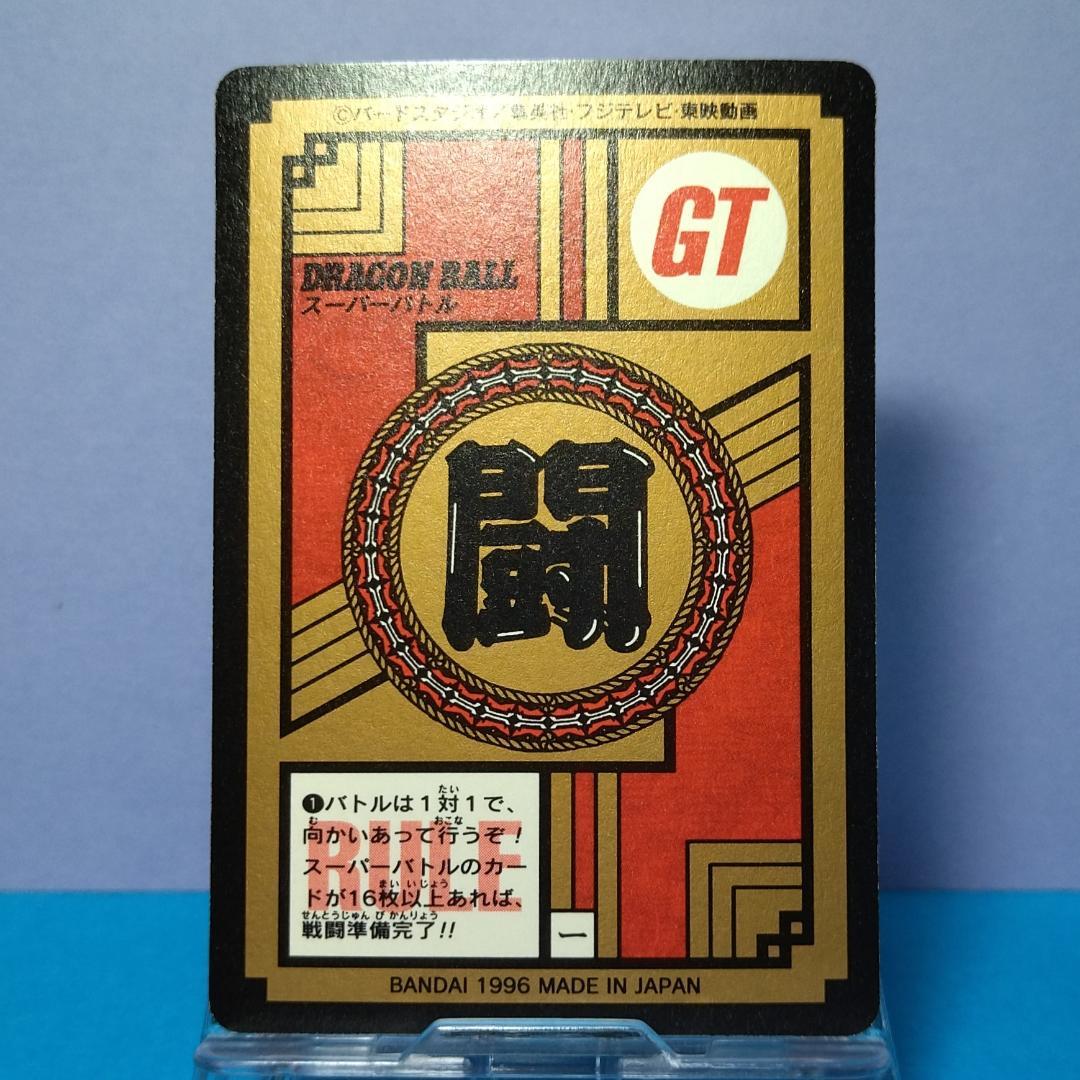 ©バードスタジオ/集英社・フジテレビ・東映動画
GT
DRAGON BALL
スーパーバトル
闘
RULE
❶バトルは1対1で、
向かいあって行うぞ!
スーパーバトルのカー
ドが16枚以上あれば、
戦闘準備完了!!
一
BANDAI 1996 MADE IN JAPAN